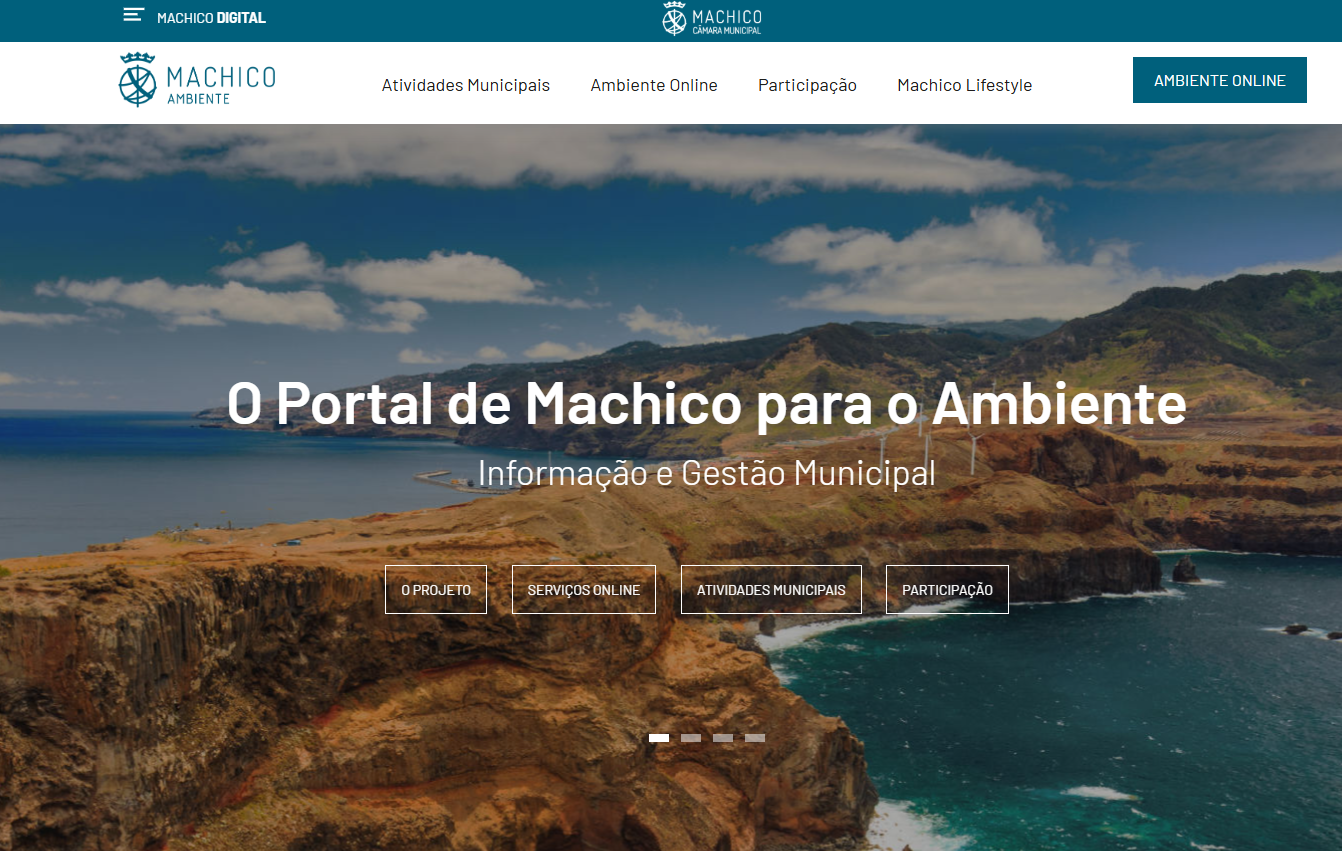 MACHICO DIGITAL
MACHICO
CÂMARA MUNICIPAL
MACHICO
AMBIENTE
Atividades Municipais
Ambiente Online
Participação
Machico Lifestyle
AMBIENTE ONLINE
O Portal de Machico para o Ambiente
Informação e Gestão Municipal
O PROJETO
SERVIÇOS ONLINE
ATIVIDADES MUNICIPAIS
PARTICIPAÇÃO